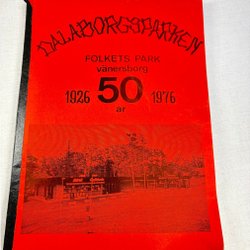 DALABORGSPARKEN
FOLKETS PARK
vänersborg
1926 50 1976
år